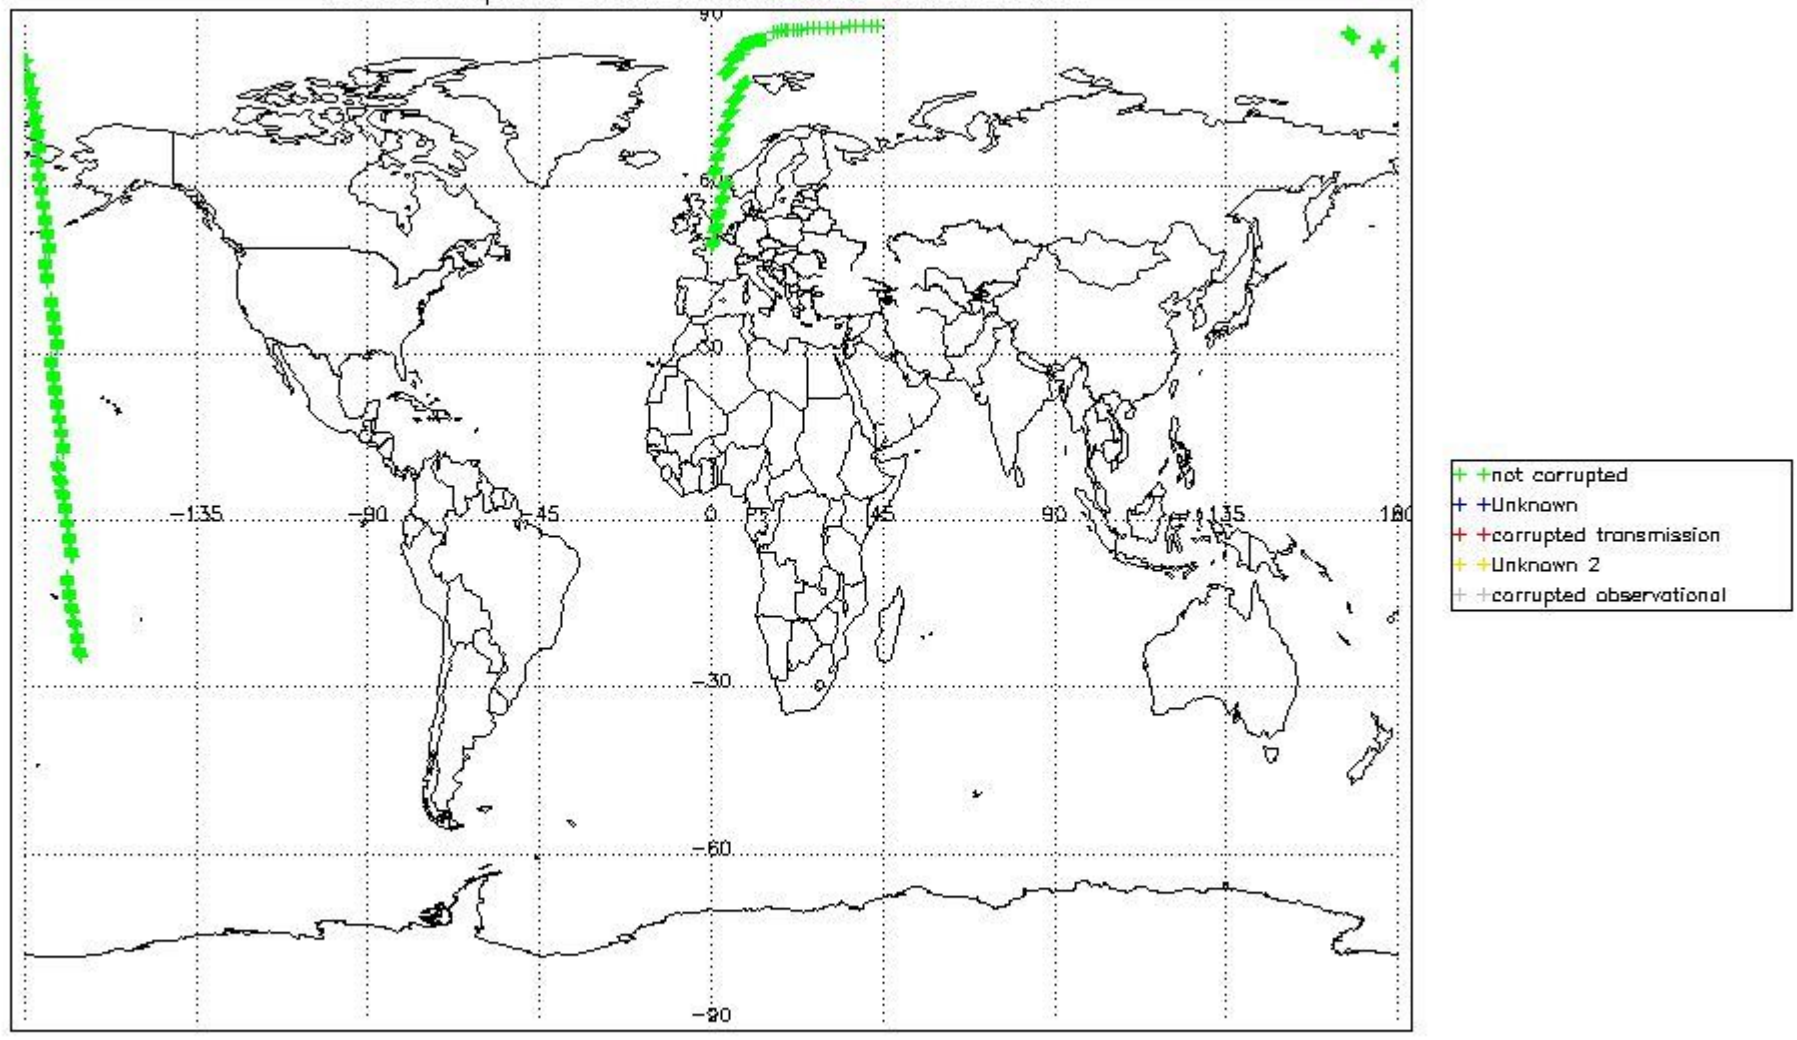 90
60
30
-135
-90
-45
0
45
90
135
180
-30
-60
-90
+ +not corrupted
+ +Unknown
+ +corrupted transmission
+ +Unknown 2
+ +corrupted observational